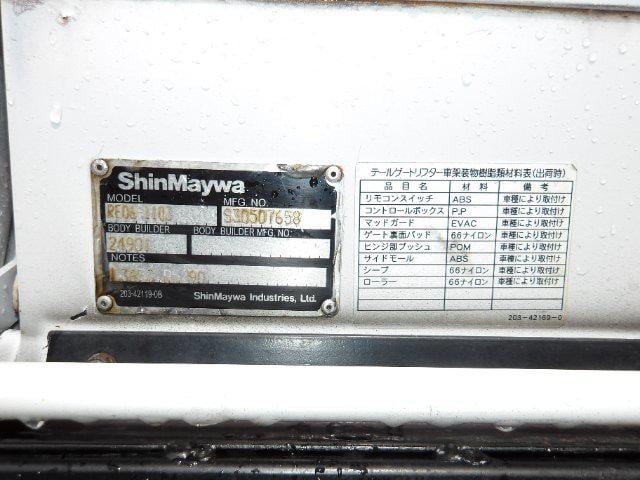 ShinMaywa
MODEL
MFG. NO.
S30507658
BODY BUILDER
BODY BUILDER MFG. NO.
NOTES
203-42119-0B
ShinMaywa Industries, Ltd.
テールゲートリフター車架装物樹脂類材料表(出荷時)
品目名 材料 備考
リモコンスイッチ ABS 車種により取付け
コントロールボックス P.P 車種により取付け
マッドガード EVAC 車種により取付け
ゲート裏面パッド 66ナイロン 車種により取付け
ヒンジ部ブッシュ POM 車種により取付け
サイドモール ABS 車種により取付け
シーブ 66ナイロン 車種により取付け
ローラー 66ナイロン 車種により取付け
203-42169-0